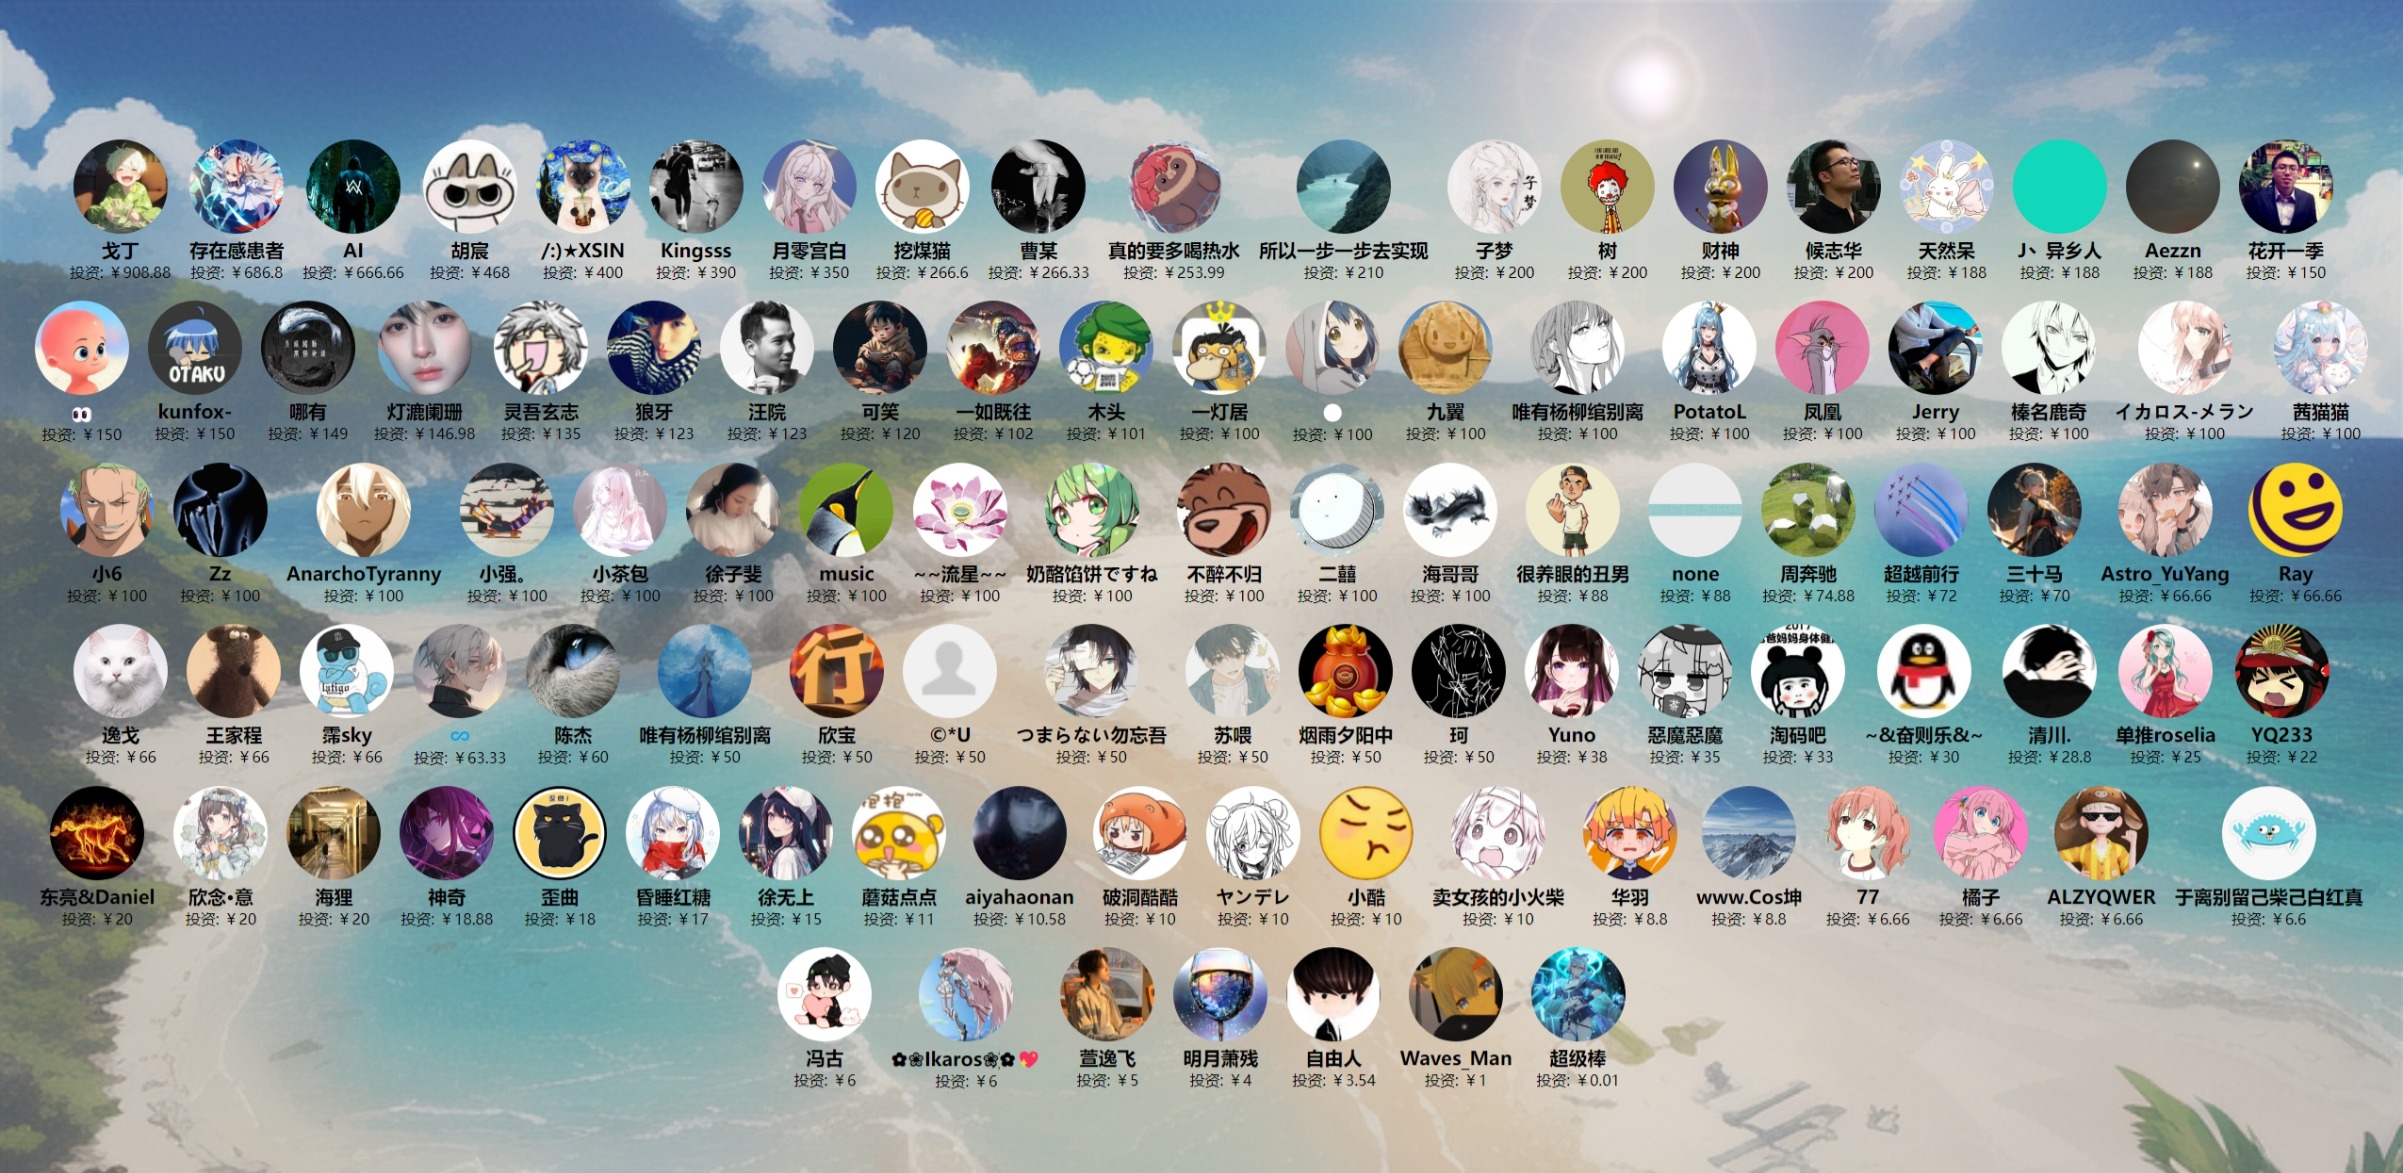 戈丁
投资: ￥908.88
存在感患者
投资: ￥686.8
AI
投资: ￥666.66
胡宸
投资: ￥468
/:)★XSIN
投资: ￥400
Kingsss
投资: ￥390
月零宫白
投资: ￥350
挖煤猫
投资: ￥266.6
曹某
投资: ￥266.33
真的要多喝热水
投资: ￥253.99
所以一步一步去实现
投资: ￥210
子梦
子梦
投资: ￥200
树
投资: ￥200
财神
投资: ￥200
候志华
投资: ￥200
天然呆
投资: ￥188
J丶异乡人
投资: ￥188
Aezzn
投资: ￥188
花开一季
投资: ￥150
👀
投资: ￥150
OTAKU
kunfox-
投资: ￥150
哪有
投资: ￥149
灯漉阑珊
投资: ￥146.98
灵吾玄志
投资: ￥135
狼牙
投资: ￥123
汪院
投资: ￥123
可笑
投资: ￥120
一如既往
投资: ￥102
木头
投资: ￥101
一灯居
投资: ￥100
投资: ￥100
九翼
投资: ￥100
唯有杨柳绾别离
投资: ￥100
PotatoL
投资: ￥100
凤凰
投资: ￥100
Jerry
投资: ￥100
榛名鹿奇
投资: ￥100
イカロス-メラン
投资: ￥100
茜猫猫
投资: ￥100
小6
投资: ￥100
Zz
投资: ￥100
AnarchoTyranny
投资: ￥100
小强。
投资: ￥100
小茶包
投资: ￥100
徐子斐
投资: ￥100
music
投资: ￥100
~~流星~~
投资: ￥100
奶酪馅饼ですね
投资: ￥100
不醉不归
投资: ￥100
二囍
投资: ￥100
海哥哥
投资: ￥100
很养眼的丑男
投资: ￥88
none
投资: ￥88
周奔驰
投资: ￥74.88
超越前行
投资: ￥72
三十马
投资: ￥70
Astro_YuYang
投资: ￥66.66
Ray
投资: ￥66.66
逸戈
投资: ￥66
王家程
投资: ￥66
霈sky
投资: ￥66
∞
投资: ￥63.33
陈杰
投资: ￥60
唯有杨柳绾别离
投资: ￥50
行
欣宝
投资: ￥50
©*U
投资: ￥50
つまらない勿忘吾
投资: ￥50
苏喂
投资: ￥50
烟雨夕阳中
投资: ￥50
珂
投资: ￥50
Yuno
投资: ￥38
茶
惡魔惡魔
投资: ￥35
2017
爸妈妈身体健
淘码吧
投资: ￥33
~&奋则乐&~
投资: ￥30
清川.
投资: ￥28.8
单推roselia
投资: ￥25
YQ233
投资: ￥22
东亮&Daniel
投资: ￥20
欣念•意
投资: ￥20
海狸
投资: ￥20
神奇
投资: ￥18.88
歪曲
投资: ￥18
昏睡红糖
投资: ￥17
徐无上
投资: ￥15
抱抱
蘑菇点点
投资: ￥11
aiyahaonan
投资: ￥10.58
破洞酷酷
投资: ￥10
ヤンデレ
投资: ￥10
小酷
投资: ￥10
卖女孩的小火柴
投资: ￥10
华羽
投资: ￥8.8
www.Cos坤
投资: ￥8.8
77
投资: ￥6.66
橘子
投资: ￥6.66
ALZYQWER
投资: ￥6.66
于离别留己柴己白红真
投资: ￥6.6
冯古
投资: ￥6
✿❀Ikaros❀✿💖
投资: ￥6
萱逸飞
投资: ￥5
明月萧残
投资: ￥4
自由人
投资: ￥3.54
Waves_Man
投资: ￥1
超级棒
投资: ￥0.01